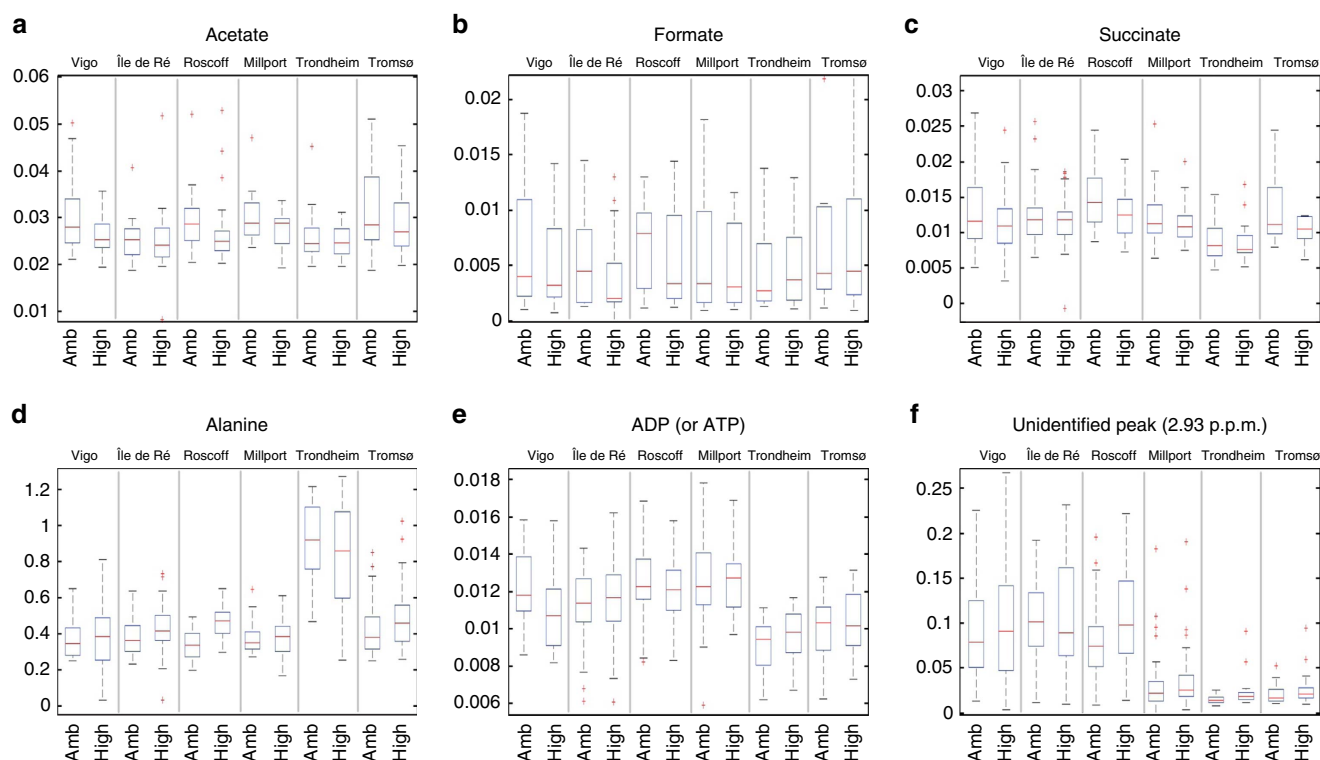 a
Acetate
Vigo Île de Ré Roscoff Millport Trondheim Tromsø
0.06
0.05
0.04
0.03
0.02
0.01
Amb High Amb High Amb High Amb High Amb High Amb High
b
Formate
Vigo Île de Ré Roscoff Millport Trondheim Tromsø
0.02
0.015
0.01
0.005
0
Amb High Amb High Amb High Amb High Amb High Amb High
c
Succinate
Vigo Île de Ré Roscoff Millport Trondheim Tromsø
0.03
0.025
0.02
0.015
0.01
0.005
0
Amb High Amb High Amb High Amb High Amb High Amb High
d
Alanine
Vigo Île de Ré Roscoff Millport Trondheim Tromsø
1.2
1
0.8
0.6
0.4
0.2
0
Amb High Amb High Amb High Amb High Amb High Amb High
e
ADP (or ATP)
Vigo Île de Ré Roscoff Millport Trondheim Tromsø
0.018
0.016
0.014
0.012
0.01
0.008
0.006
Amb High Amb High Amb High Amb High Amb High Amb High
f
Unidentified peak (2.93 p.p.m.)
Vigo Île de Ré Roscoff Millport Trondheim Tromsø
0.25
0.2
0.15
0.1
0.05
0
Amb High Amb High Amb High Amb High Amb High Amb High